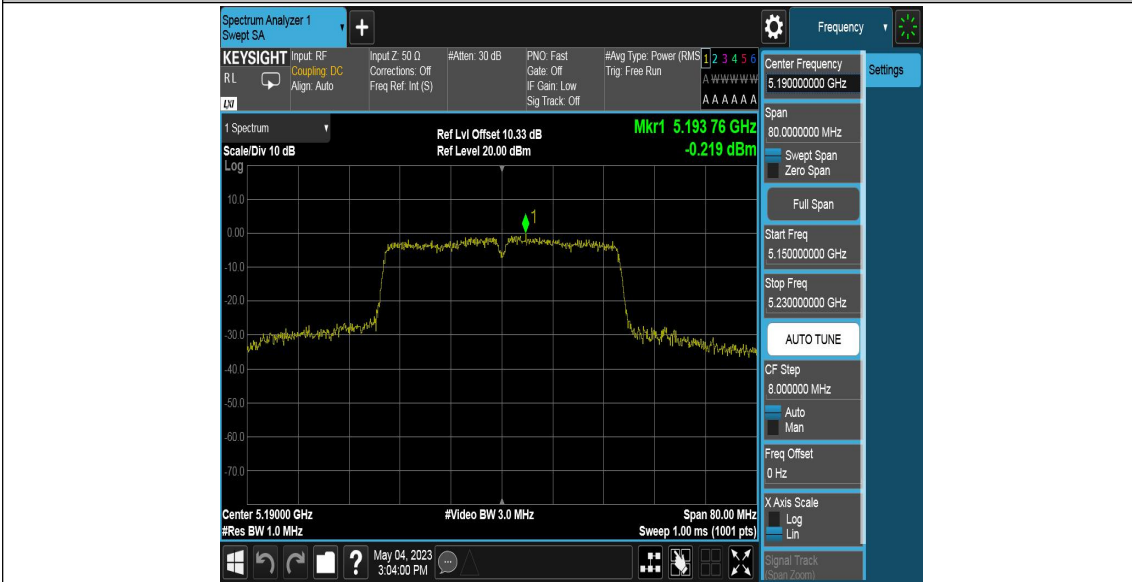 Spectrum Analyzer 1
Swept SA
+
Frequency
KEYSIGHT
RL
LXI
Input: RF
Coupling: DC
Align: Auto
Input Z: 50 Ω
Corrections: Off
Freq Ref: Int (S)
#Atten: 30 dB
PNO: Fast
Gate: Off
IF Gain: Low
Sig Track: Off
#Avg Type: Power (RMS
Trig: Free Run
1 2 3 4 5 6
A W W W W W
A A A A A A
Center Frequency
5.190000000 GHz
Settings
Span
80.0000000 MHz
Swept Span
Zero Span
Full Span
Start Freq
5.150000000 GHz
Stop Freq
5.230000000 GHz
AUTO TUNE
CF Step
8.000000 MHz
Auto
Man
Freq Offset
0 Hz
X Axis Scale
Log
Lin
Signal Track
(Span Zoom)
1 Spectrum
Scale/Div 10 dB
Log
Ref Lvl Offset 10.33 dB
Ref Level 20.00 dBm
Mkr1 5.193 76 GHz
-0.219 dBm
1
10.0
0.00
-10.0
-20.0
-30.0
-40.0
-50.0
-60.0
-70.0
Center 5.19000 GHz
#Res BW 1.0 MHz
#Video BW 3.0 MHz
Span 80.00 MHz
Sweep 1.00 ms (1001 pts)
?
May 04, 2023
3:04:00 PM